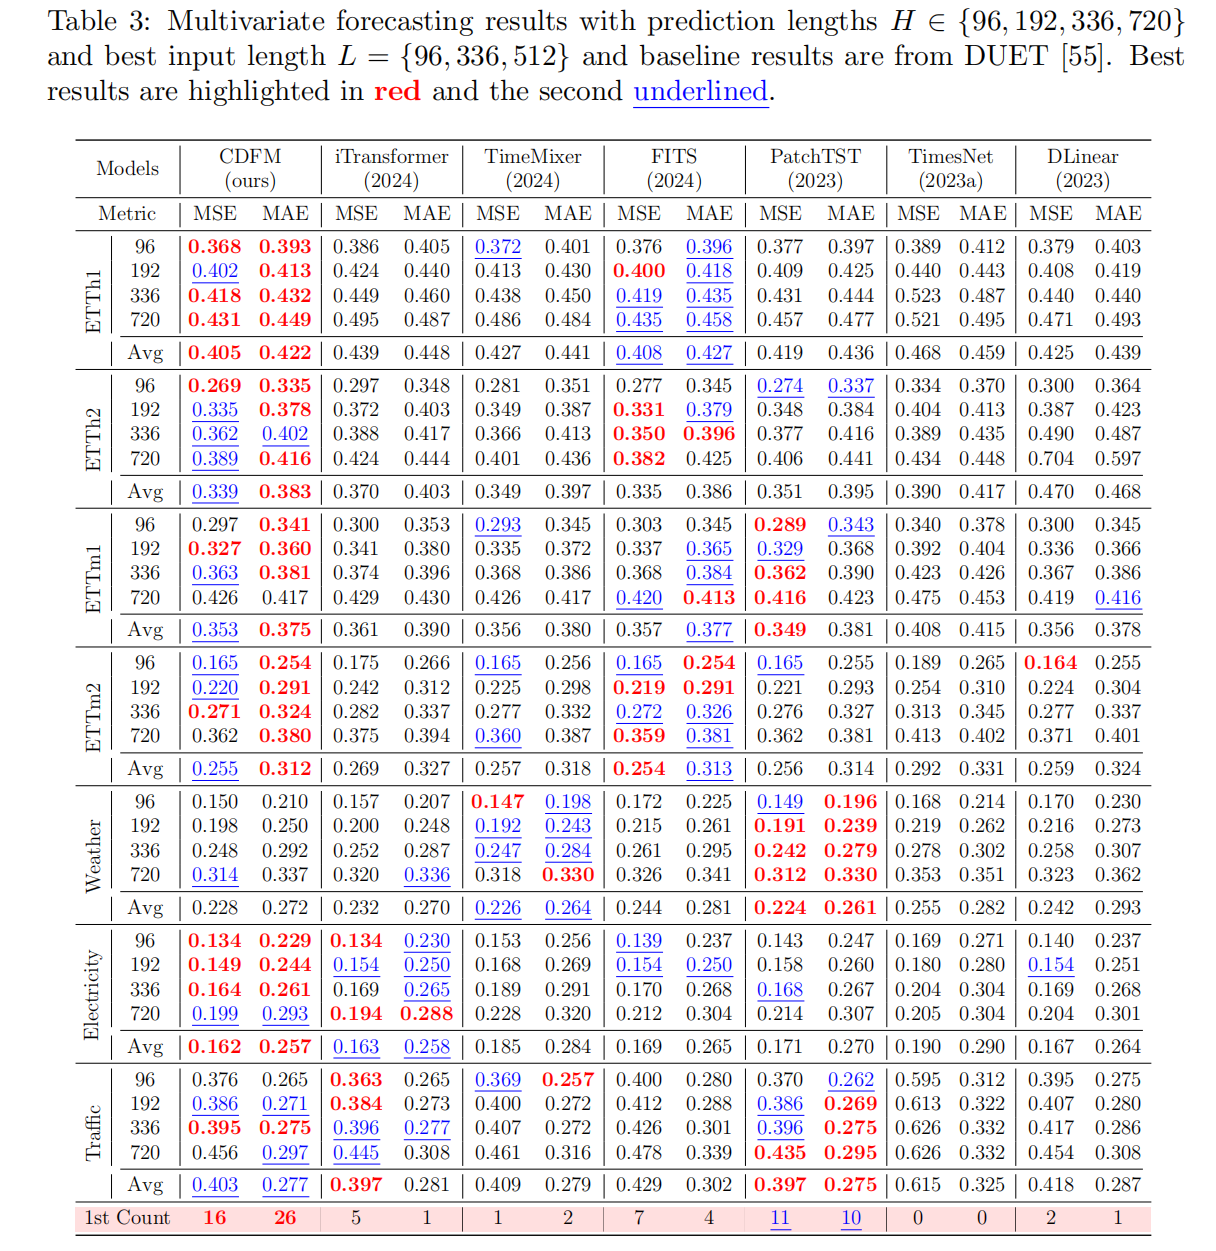 Table 3: Multivariate forecasting results with prediction lengths H ∈ {96, 192, 336, 720}
and best input length L = {96, 336, 512} and baseline results are from DUET [55]. Best
results are highlighted in red and the second underlined.
Models CDFM (ours) iTransformer (2024) TimeMixer (2024) FITS (2024) PatchTST (2023) TimesNet (2023a) DLinear (2023)
Metric MSE MAE MSE MAE MSE MAE MSE MAE MSE MAE MSE MAE MSE MAE
ETTh1
96 0.368 0.393 0.386 0.405 0.372 0.401 0.376 0.396 0.377 0.397 0.389 0.412 0.379 0.403
192 0.402 0.413 0.424 0.440 0.413 0.430 0.400 0.418 0.409 0.425 0.440 0.443 0.408 0.419
336 0.418 0.432 0.449 0.460 0.438 0.450 0.419 0.435 0.431 0.444 0.523 0.487 0.440 0.440
720 0.431 0.449 0.495 0.487 0.486 0.484 0.435 0.458 0.457 0.477 0.521 0.495 0.471 0.493
Avg 0.405 0.422 0.439 0.448 0.427 0.441 0.408 0.427 0.419 0.436 0.468 0.459 0.425 0.439
ETTh2
96 0.269 0.335 0.297 0.348 0.281 0.351 0.277 0.345 0.274 0.337 0.334 0.370 0.300 0.364
192 0.335 0.378 0.372 0.403 0.349 0.387 0.331 0.379 0.348 0.384 0.404 0.413 0.387 0.423
336 0.362 0.402 0.388 0.417 0.366 0.413 0.350 0.396 0.377 0.416 0.389 0.435 0.490 0.487
720 0.389 0.416 0.424 0.444 0.401 0.436 0.382 0.425 0.406 0.441 0.434 0.448 0.704 0.597
Avg 0.339 0.383 0.370 0.403 0.349 0.397 0.335 0.386 0.351 0.395 0.390 0.417 0.470 0.468
ETTm1
96 0.297 0.341 0.300 0.353 0.293 0.345 0.303 0.345 0.289 0.343 0.340 0.378 0.300 0.345
192 0.327 0.360 0.341 0.380 0.335 0.372 0.337 0.365 0.329 0.368 0.392 0.404 0.336 0.366
336 0.363 0.381 0.374 0.396 0.368 0.386 0.368 0.384 0.362 0.390 0.423 0.426 0.367 0.386
720 0.426 0.417 0.429 0.430 0.426 0.417 0.420 0.413 0.416 0.423 0.475 0.453 0.419 0.416
Avg 0.353 0.375 0.361 0.390 0.356 0.380 0.357 0.377 0.349 0.381 0.408 0.415 0.356 0.378
ETTm2
96 0.165 0.254 0.175 0.266 0.165 0.256 0.165 0.254 0.165 0.255 0.189 0.265 0.164 0.255
192 0.220 0.291 0.242 0.312 0.225 0.298 0.219 0.291 0.221 0.293 0.254 0.310 0.224 0.304
336 0.271 0.324 0.282 0.337 0.277 0.332 0.272 0.326 0.276 0.327 0.313 0.345 0.277 0.337
720 0.362 0.380 0.375 0.394 0.360 0.387 0.359 0.381 0.362 0.381 0.413 0.402 0.371 0.401
Avg 0.255 0.312 0.269 0.327 0.257 0.318 0.254 0.313 0.256 0.314 0.292 0.331 0.259 0.324
Weather
96 0.150 0.210 0.157 0.207 0.147 0.198 0.172 0.225 0.149 0.196 0.168 0.214 0.170 0.230
192 0.198 0.250 0.200 0.248 0.192 0.243 0.215 0.261 0.191 0.239 0.219 0.262 0.216 0.273
336 0.248 0.292 0.252 0.287 0.247 0.284 0.261 0.295 0.242 0.279 0.278 0.302 0.258 0.307
720 0.314 0.337 0.320 0.336 0.318 0.330 0.326 0.341 0.312 0.330 0.353 0.351 0.323 0.362
Avg 0.228 0.272 0.232 0.270 0.226 0.264 0.244 0.281 0.224 0.261 0.255 0.282 0.242 0.293
Electricity
96 0.134 0.229 0.134 0.230 0.153 0.256 0.139 0.237 0.143 0.247 0.169 0.271 0.140 0.237
192 0.149 0.244 0.154 0.250 0.168 0.269 0.154 0.250 0.158 0.260 0.180 0.280 0.154 0.251
336 0.164 0.261 0.169 0.265 0.189 0.291 0.170 0.268 0.168 0.267 0.204 0.304 0.169 0.268
720 0.199 0.293 0.194 0.288 0.228 0.320 0.212 0.304 0.214 0.307 0.205 0.304 0.204 0.301
Avg 0.162 0.257 0.163 0.258 0.185 0.284 0.169 0.265 0.171 0.270 0.190 0.290 0.167 0.264
Traffic
96 0.376 0.265 0.363 0.265 0.369 0.257 0.400 0.280 0.370 0.262 0.595 0.312 0.395 0.275
192 0.386 0.271 0.384 0.273 0.400 0.272 0.412 0.288 0.386 0.269 0.613 0.322 0.407 0.280
336 0.395 0.275 0.396 0.277 0.407 0.272 0.426 0.301 0.396 0.275 0.626 0.332 0.417 0.286
720 0.456 0.297 0.445 0.308 0.461 0.316 0.478 0.339 0.435 0.295 0.626 0.332 0.454 0.308
Avg 0.403 0.277 0.397 0.281 0.409 0.279 0.429 0.302 0.397 0.275 0.615 0.325 0.418 0.287
1st Count 16 26 5 1 1 2 7 4 11 10 0 0 2 1